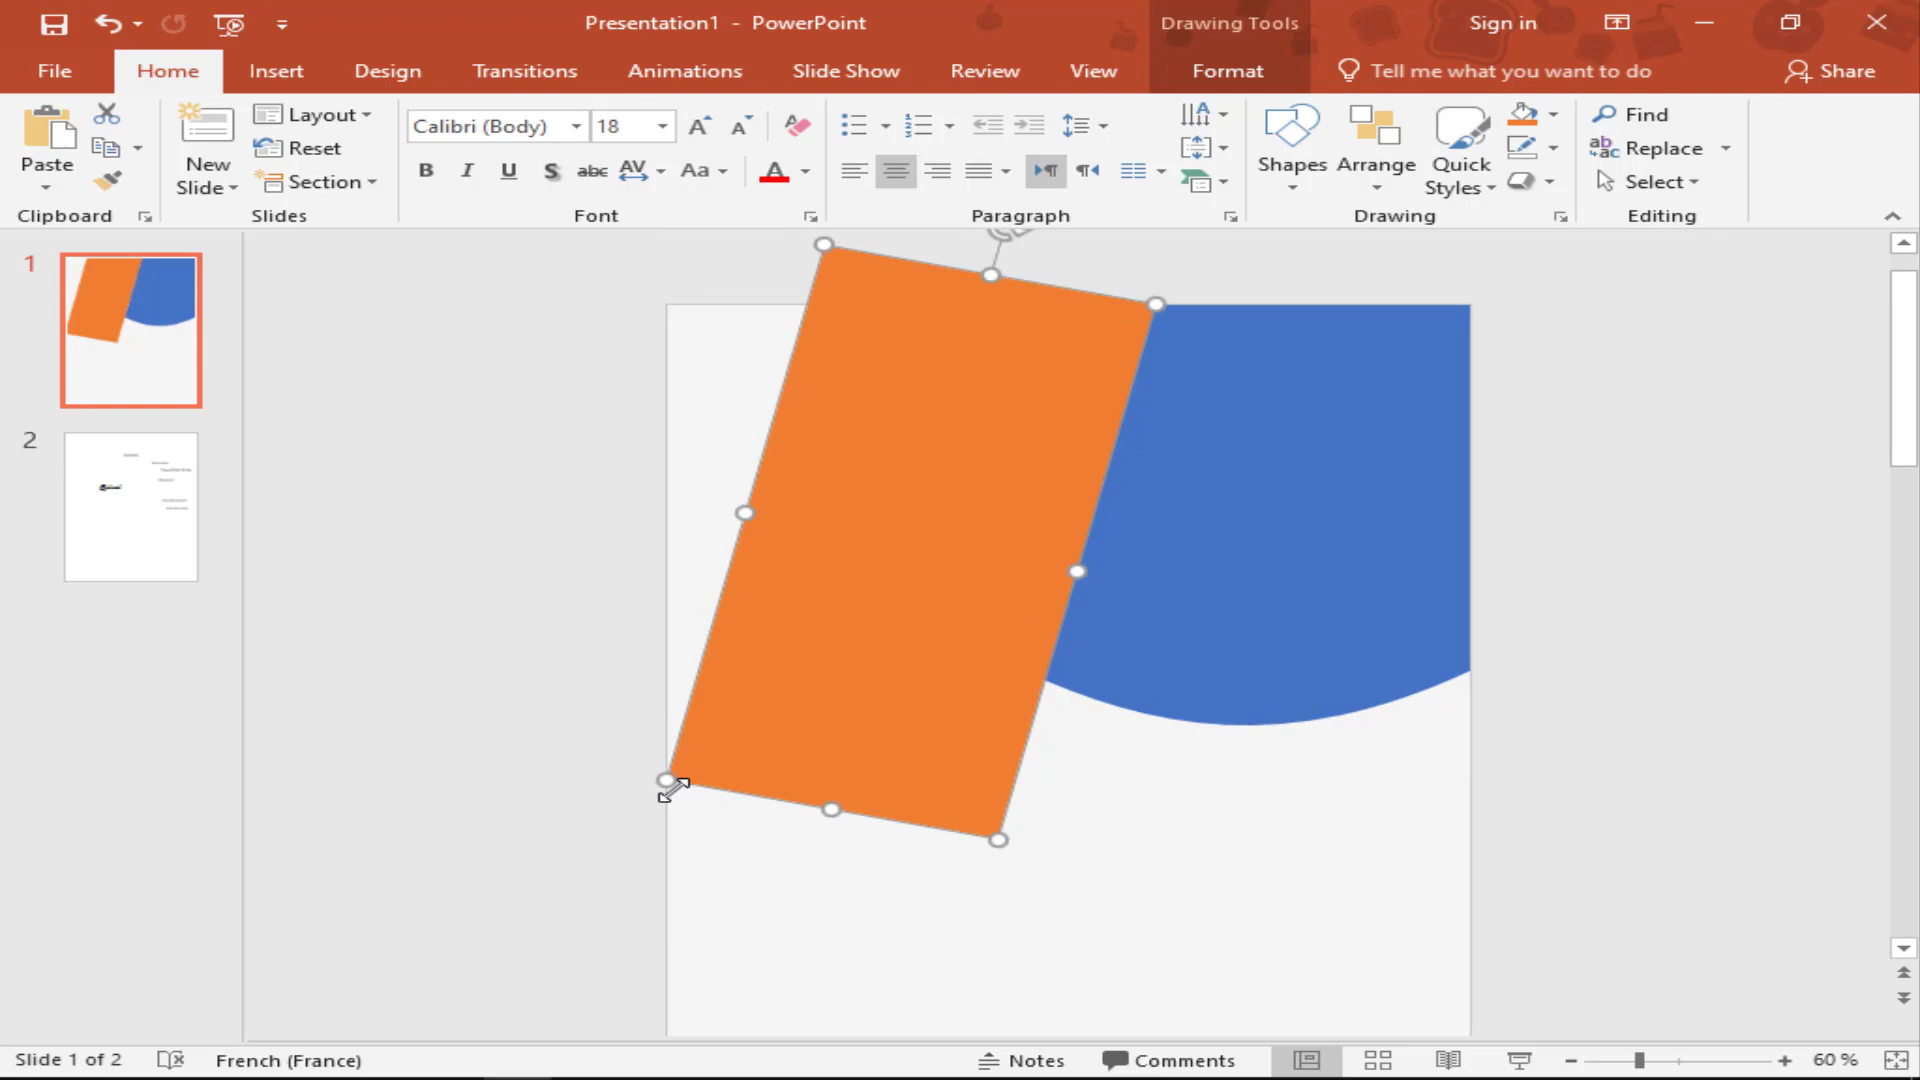 Presentation1 - PowerPoint
Drawing Tools
Sign in
File
Home
Insert
Design
Transitions
Animations
Slide Show
Review
View
Format
Tell me what you want to do
Share
Paste
New
Slide
Layout
Reset
Section
Calibri (Body)
18
B I U S abc AV Aa A
Shapes
Arrange
Quick
Styles
Find
Replace
Select
Clipboard
Slides
Font
Paragraph
Drawing
Editing
1
2
Slide 1 of 2
French (France)
Notes
Comments
60 %